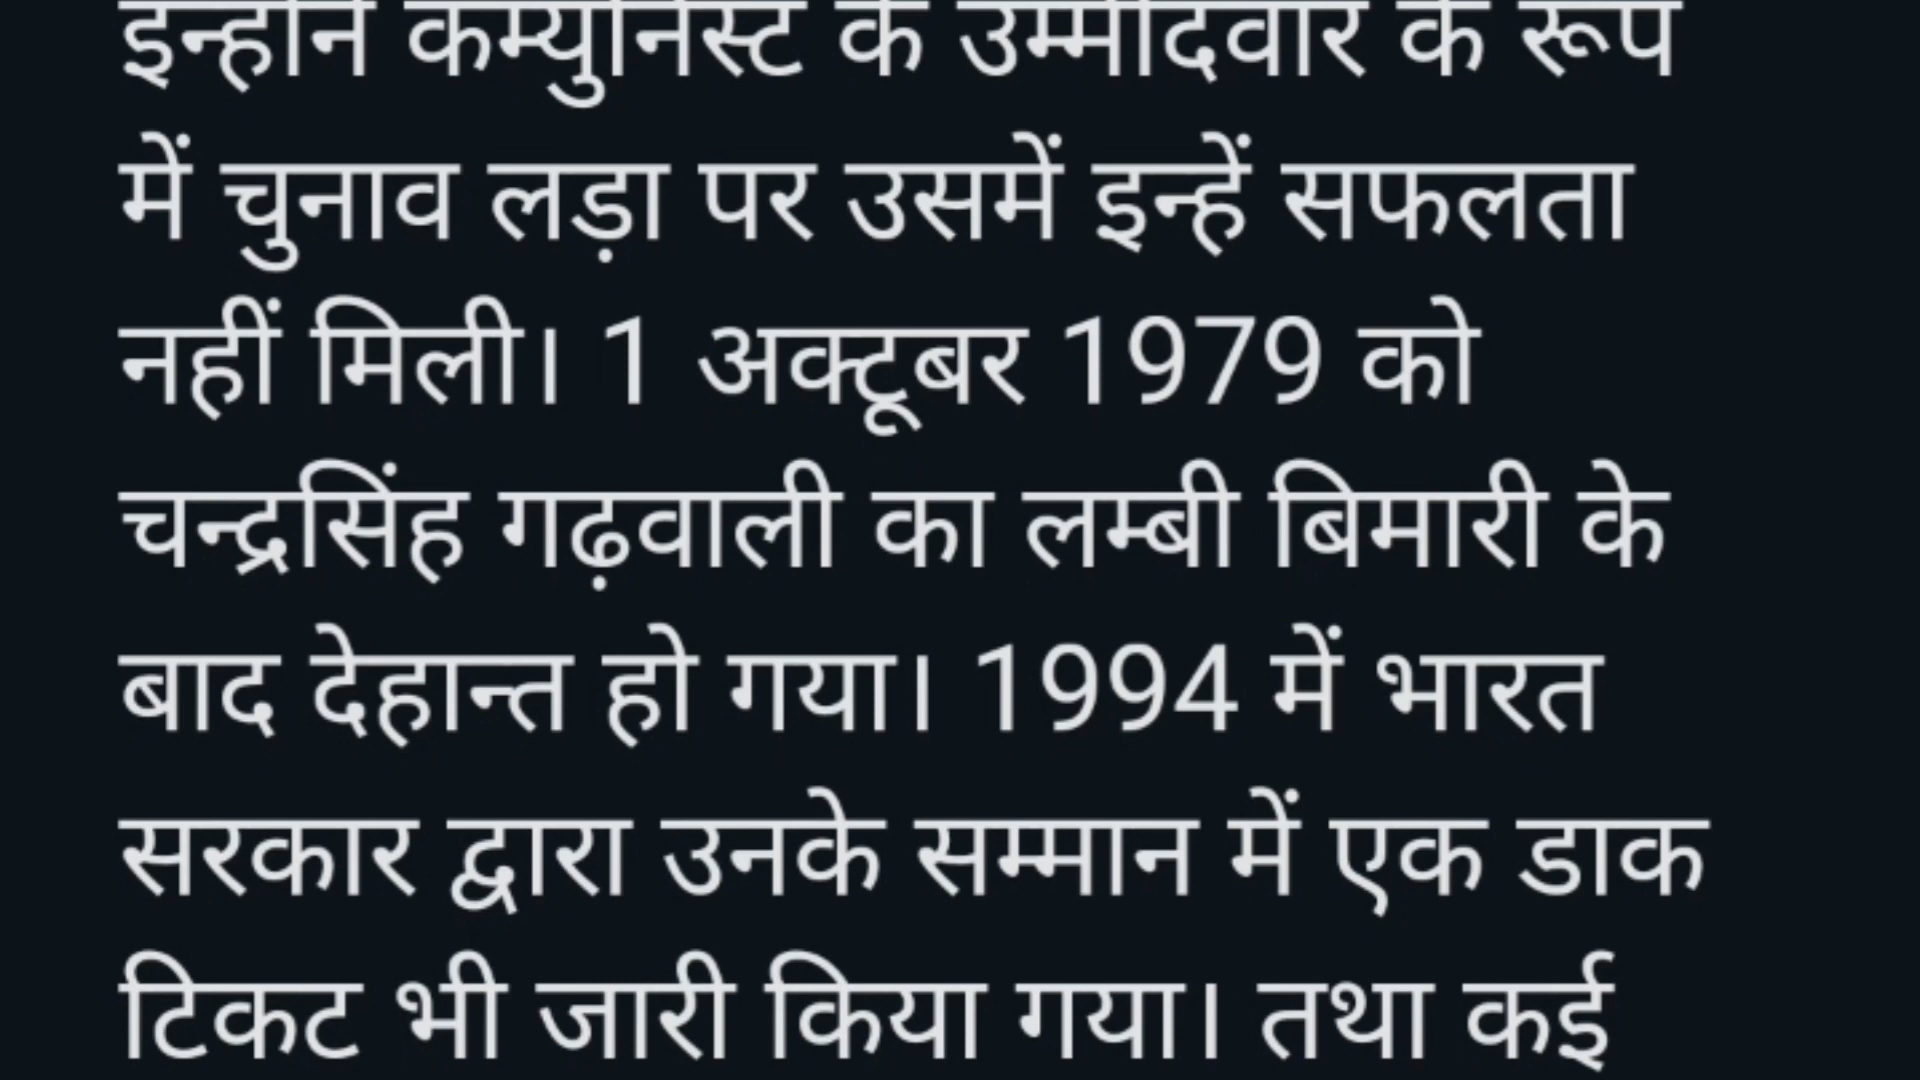 इन्होंने कम्युनिस्ट के उम्मीदवार के रूप
में चुनाव लड़ा पर उसमें इन्हें सफलता
नहीं मिली। 1 अक्टूबर 1979 को
चन्द्रसिंह गढ़वाली का लम्बी बिमारी के
बाद देहान्त हो गया। 1994 में भारत
सरकार द्वारा उनके सम्मान में एक डाक
टिकट भी जारी किया गया। तथा कई